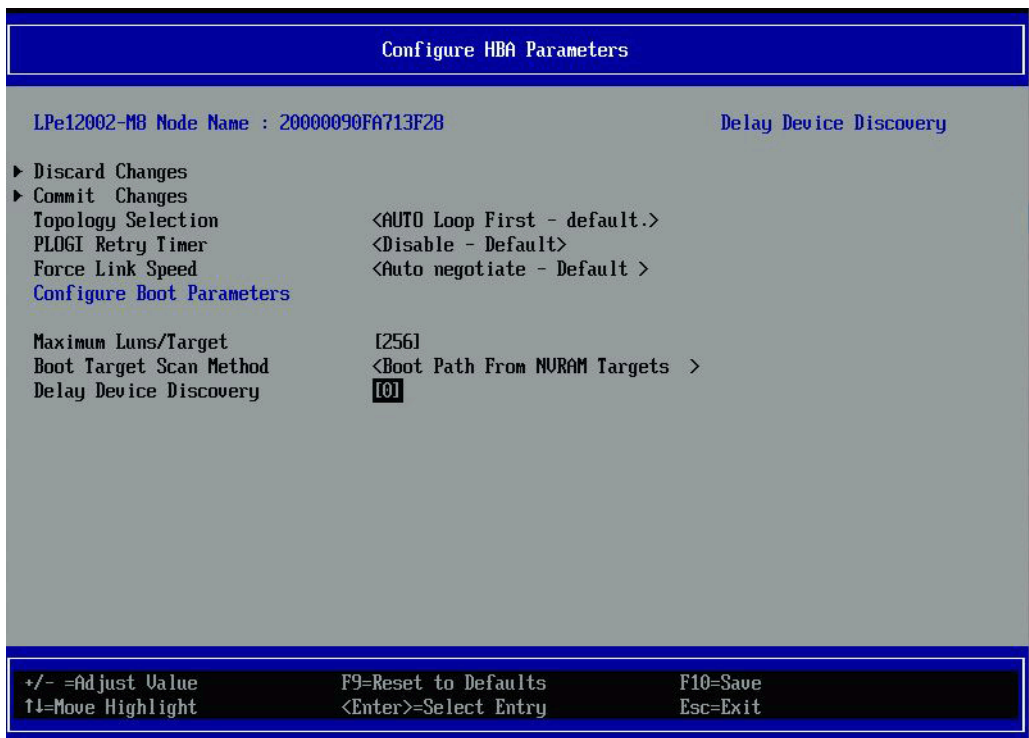 Configure HBA Parameters
LPe12002-M8 Node Name : 20000090FA713F28 Delay Device Discovery
Discard Changes
Commit Changes
Topology Selection <AUTO Loop First - default.>
PLOGI Retry Timer <Disable - Default>
Force Link Speed <Auto negotiate - Default >
Configure Boot Parameters
Maximum Luns/Target [256]
Boot Target Scan Method <Boot Path From NVRAM Targets >
Delay Device Discovery [0]
+/- =Adjust Value F9=Reset to Defaults F10=Save
↑↓=Move Highlight <Enter>=Select Entry Esc=Exit